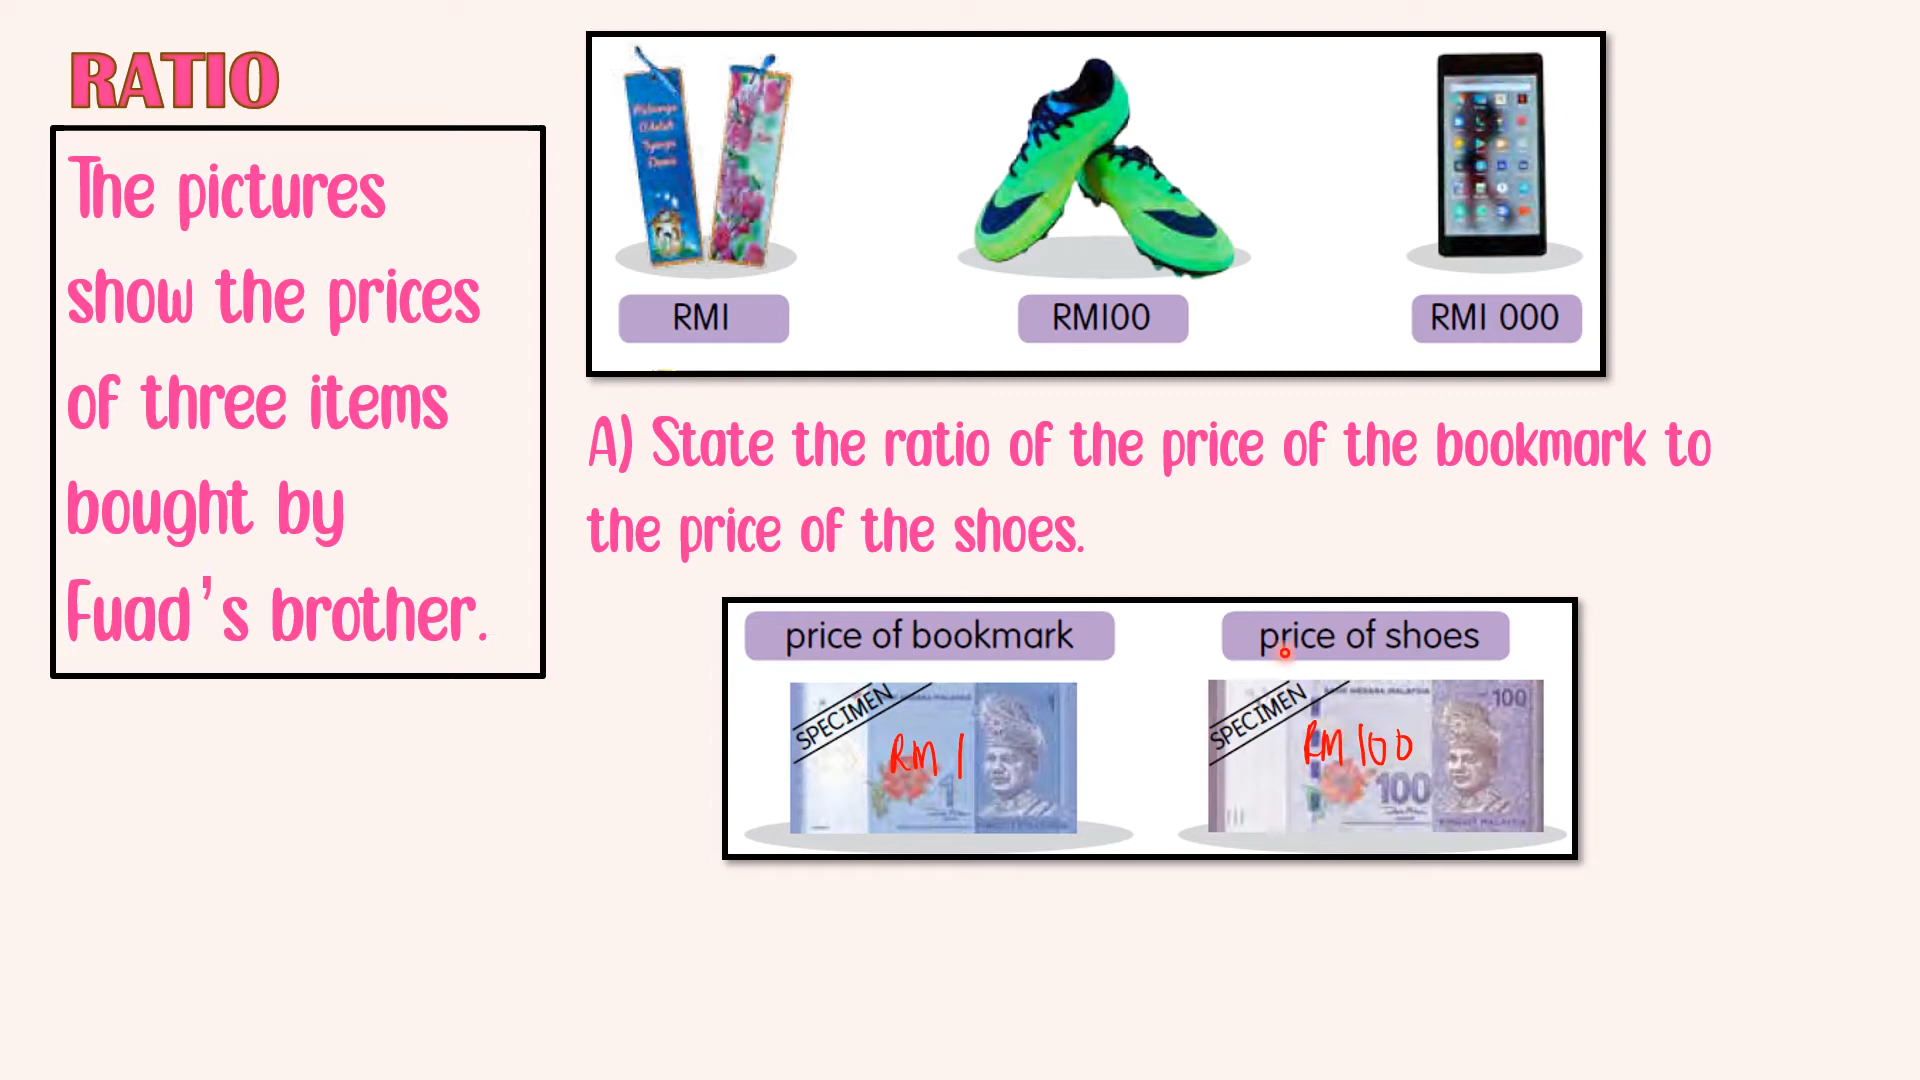 RATIO
The pictures
show the prices
of three items
bought by
Fuad's brother.
RM1
RM100
RM1 000
A) State the ratio of the price of the bookmark to
the price of the shoes.
price of bookmark
price of shoes
SPECIMEN
RM 1
1
SPECIMEN
100
RM 100
100